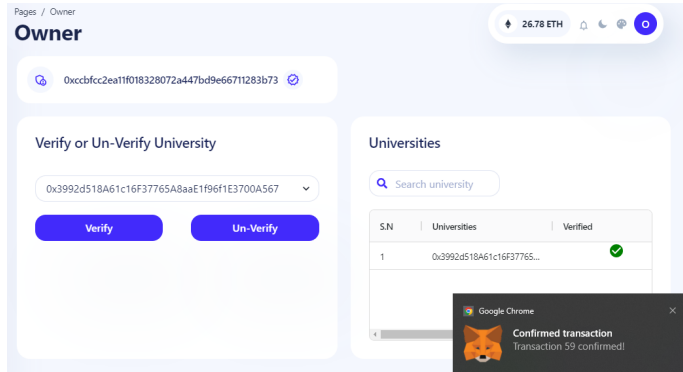 Pages / Owner
Owner
26.78 ETH
O
0xccbfcc2ea11f018328072a447bd9e66711283b73
Verify or Un-Verify University
0x3992d518A61c16F37765A8aaE1f96f1E3700A567
Verify
Un-Verify
Universities
Search university
S.N Universities Verified
1 0x3992d518A61c16F37765...
Google Chrome
Confirmed transaction
Transaction 59 confirmed!